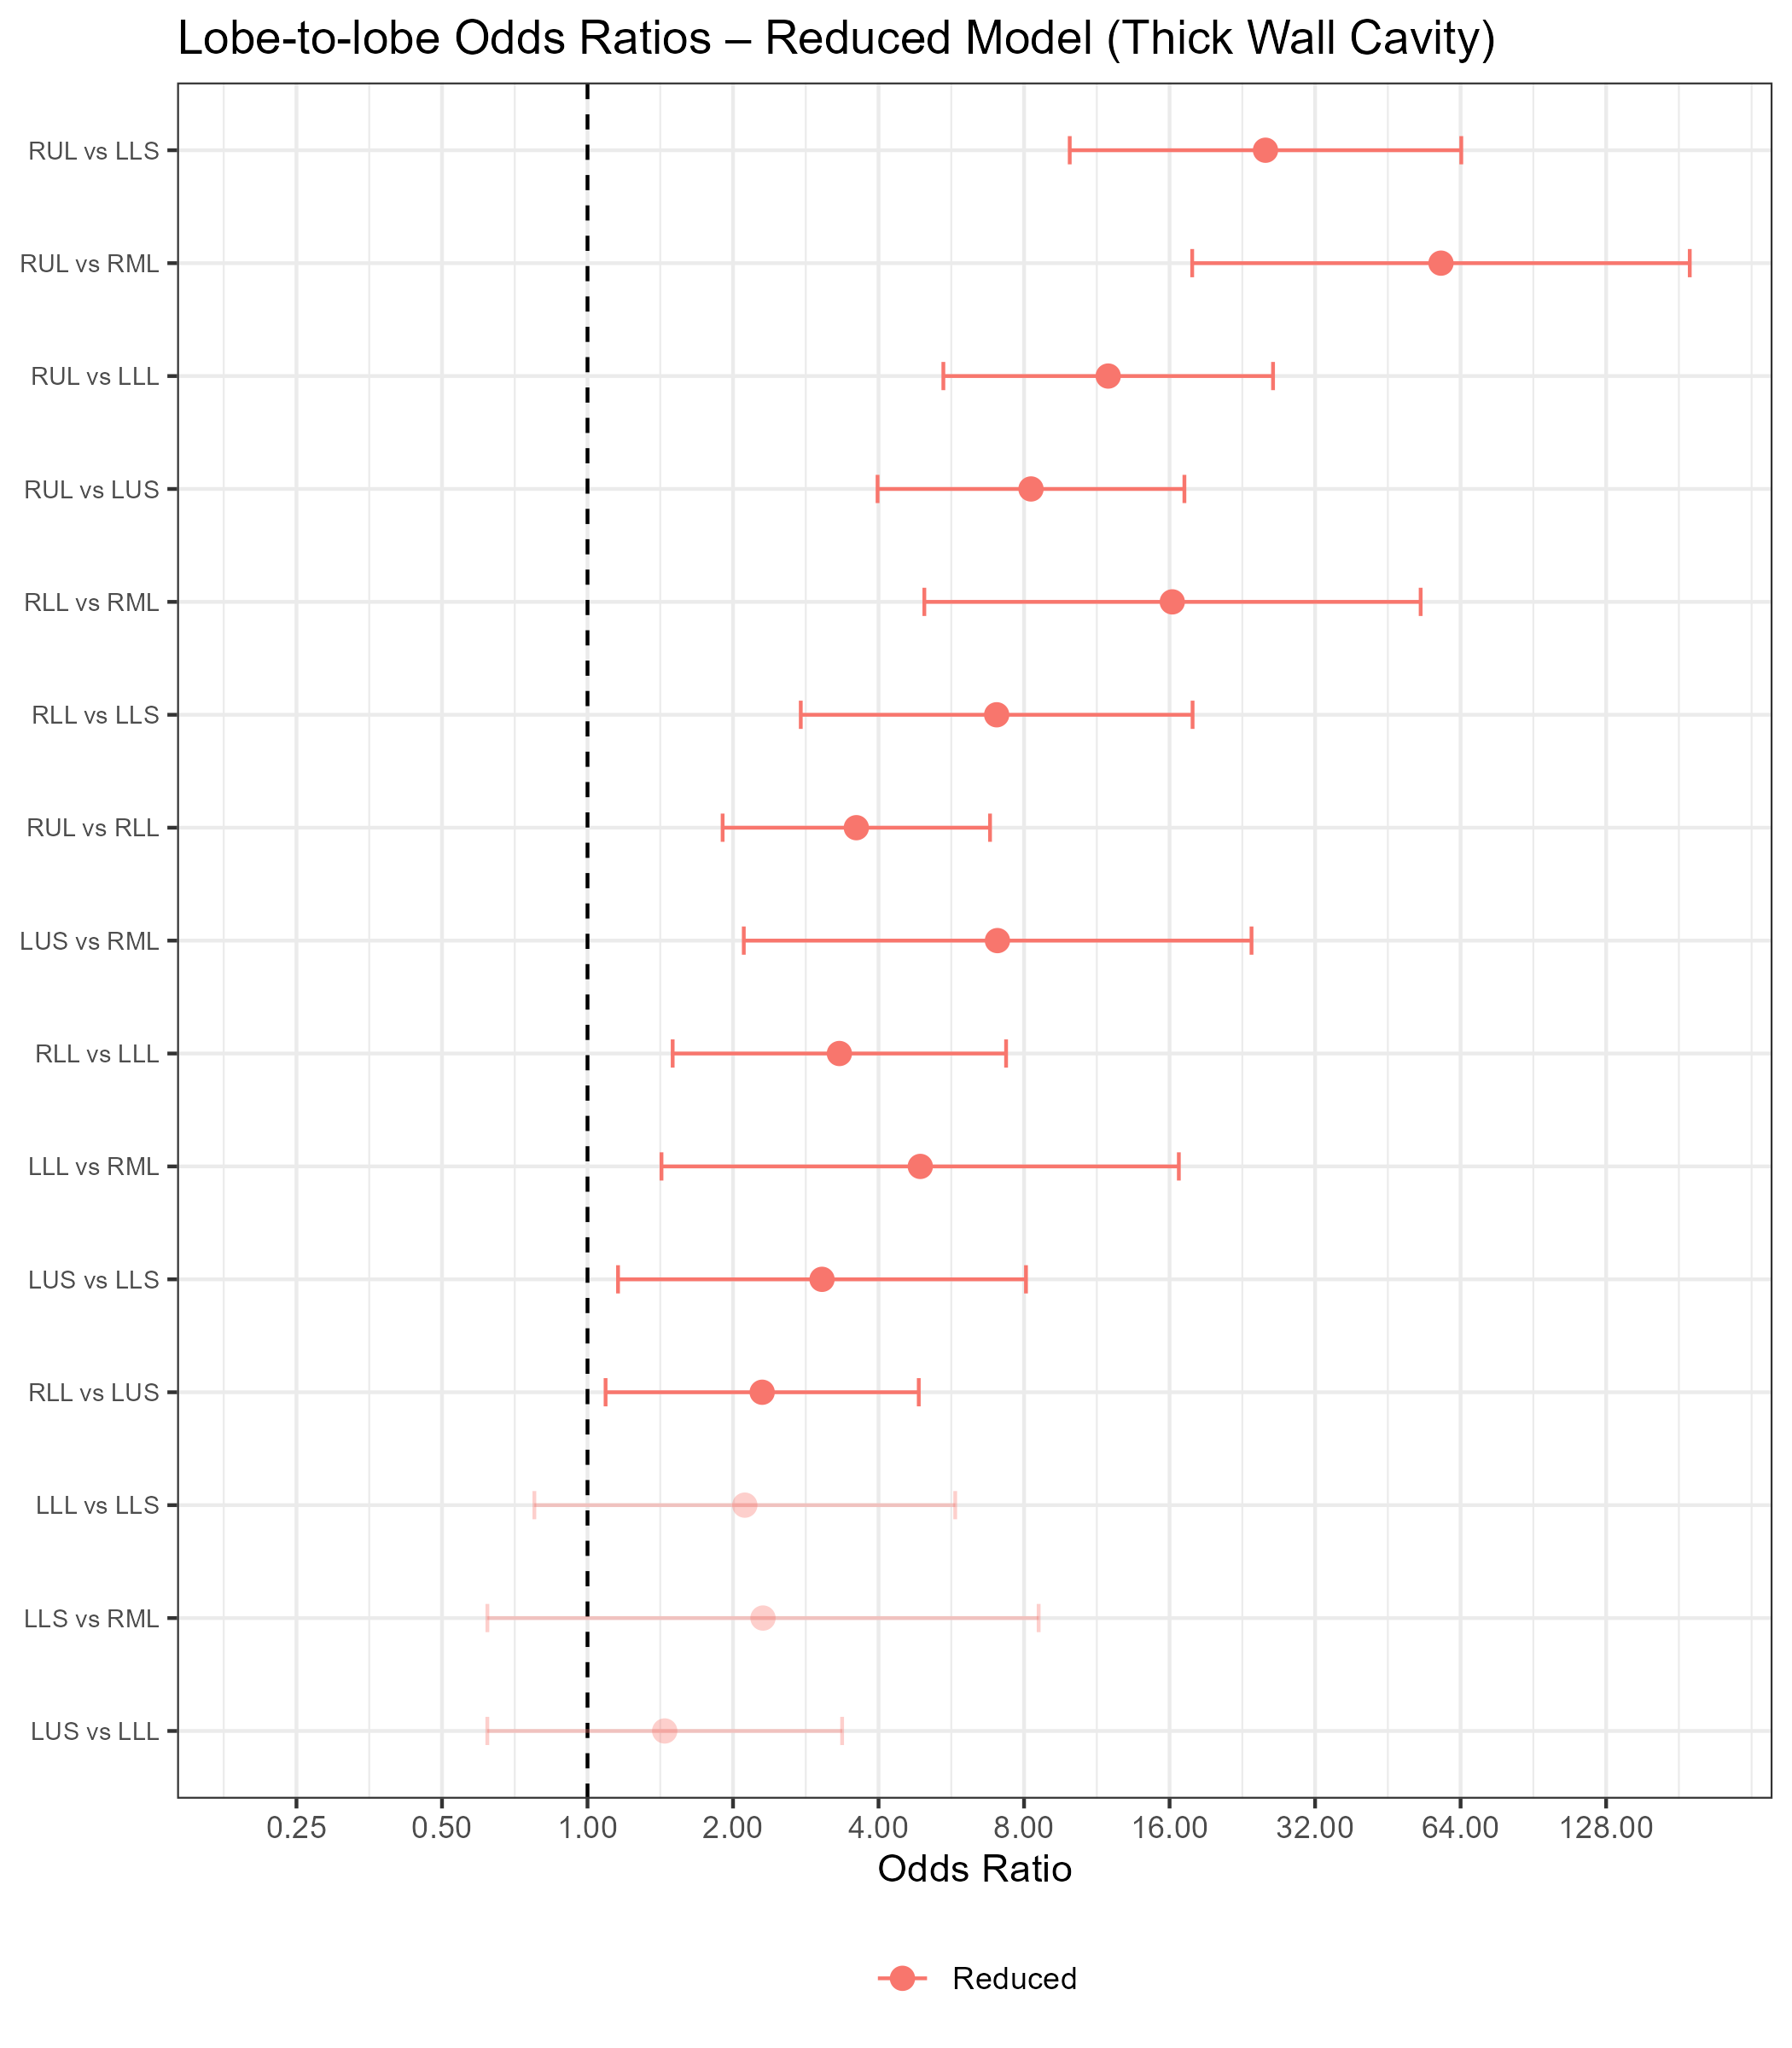 Lobe-to-lobe Odds Ratios – Reduced Model (Thick Wall Cavity)
RUL vs LLS
RUL vs RML
RUL vs LLL
RUL vs LUS
RLL vs RML
RLL vs LLS
RUL vs RLL
LUS vs RML
RLL vs LLL
LLL vs RML
LUS vs LLS
RLL vs LUS
LLL vs LLS
LLS vs RML
LUS vs LLL
0.25 0.50 1.00 2.00 4.00 8.00 16.00 32.00 64.00 128.00
Odds Ratio
Reduced